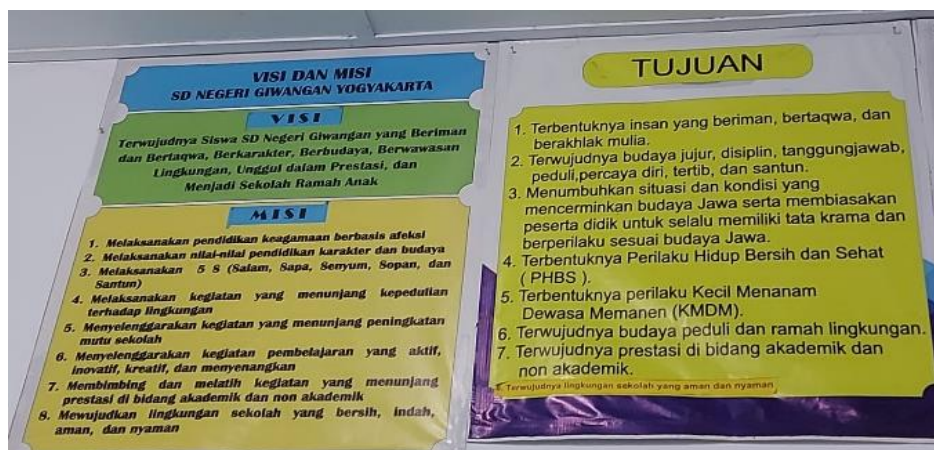 VISI DAN MISI
SD NEGERI GIWANGAN YOGYAKARTA
VISI
Terwujudnya Siswa SD Negeri Giwangan yang Beriman
dan Bertaqwa, Berkarakter, Berbudaya, Berwawasan
Lingkungan, Unggul dalam Prestasi, dan
Menjadi Sekolah Ramah Anak
MISI
1. Melaksanakan pendidikan keagamaan berbasis afeksi
2. Melaksanakan nilai-nilai pendidikan karakter dan budaya
3. Melaksanakan 5 S (Salam, Sapa, Senyum, Sopan, dan
Santun)
4. Melaksanakan kegiatan yang menunjang kepedulian
terhadap lingkungan
5. Menyelenggarakan kegiatan yang menunjang peningkatan
mutu sekolah
6. Menyelenggarakan kegiatan pembelajaran yang aktif,
inovatif, kreatif, dan menyenangkan
7. Membimbing dan melatih kegiatan yang menunjang
prestasi di bidang akademik dan non akademik
8. Mewujudkan lingkungan sekolah yang bersih, indah,
aman, dan nyaman
TUJUAN
1. Terbentuknya insan yang beriman, bertaqwa, dan
berakhlak mulia.
2. Terwujudnya budaya jujur, disiplin, tanggungjawab,
peduli,percaya diri, tertib, dan santun.
3. Menumbuhkan situasi dan kondisi yang
mencerminkan budaya Jawa serta membiasakan
peserta didik untuk selalu memiliki tata krama dan
berperilaku sesuai budaya Jawa.
4. Terbentuknya Perilaku Hidup Bersih dan Sehat
( PHBS ).
5. Terbentuknya perilaku Kecil Menanam
Dewasa Memanen (KMDM).
6. Terwujudnya budaya peduli dan ramah lingkungan.
7. Terwujudnya prestasi di bidang akademik dan
non akademik.
Terwujudnya lingkungan sekolah yang aman dan nyaman